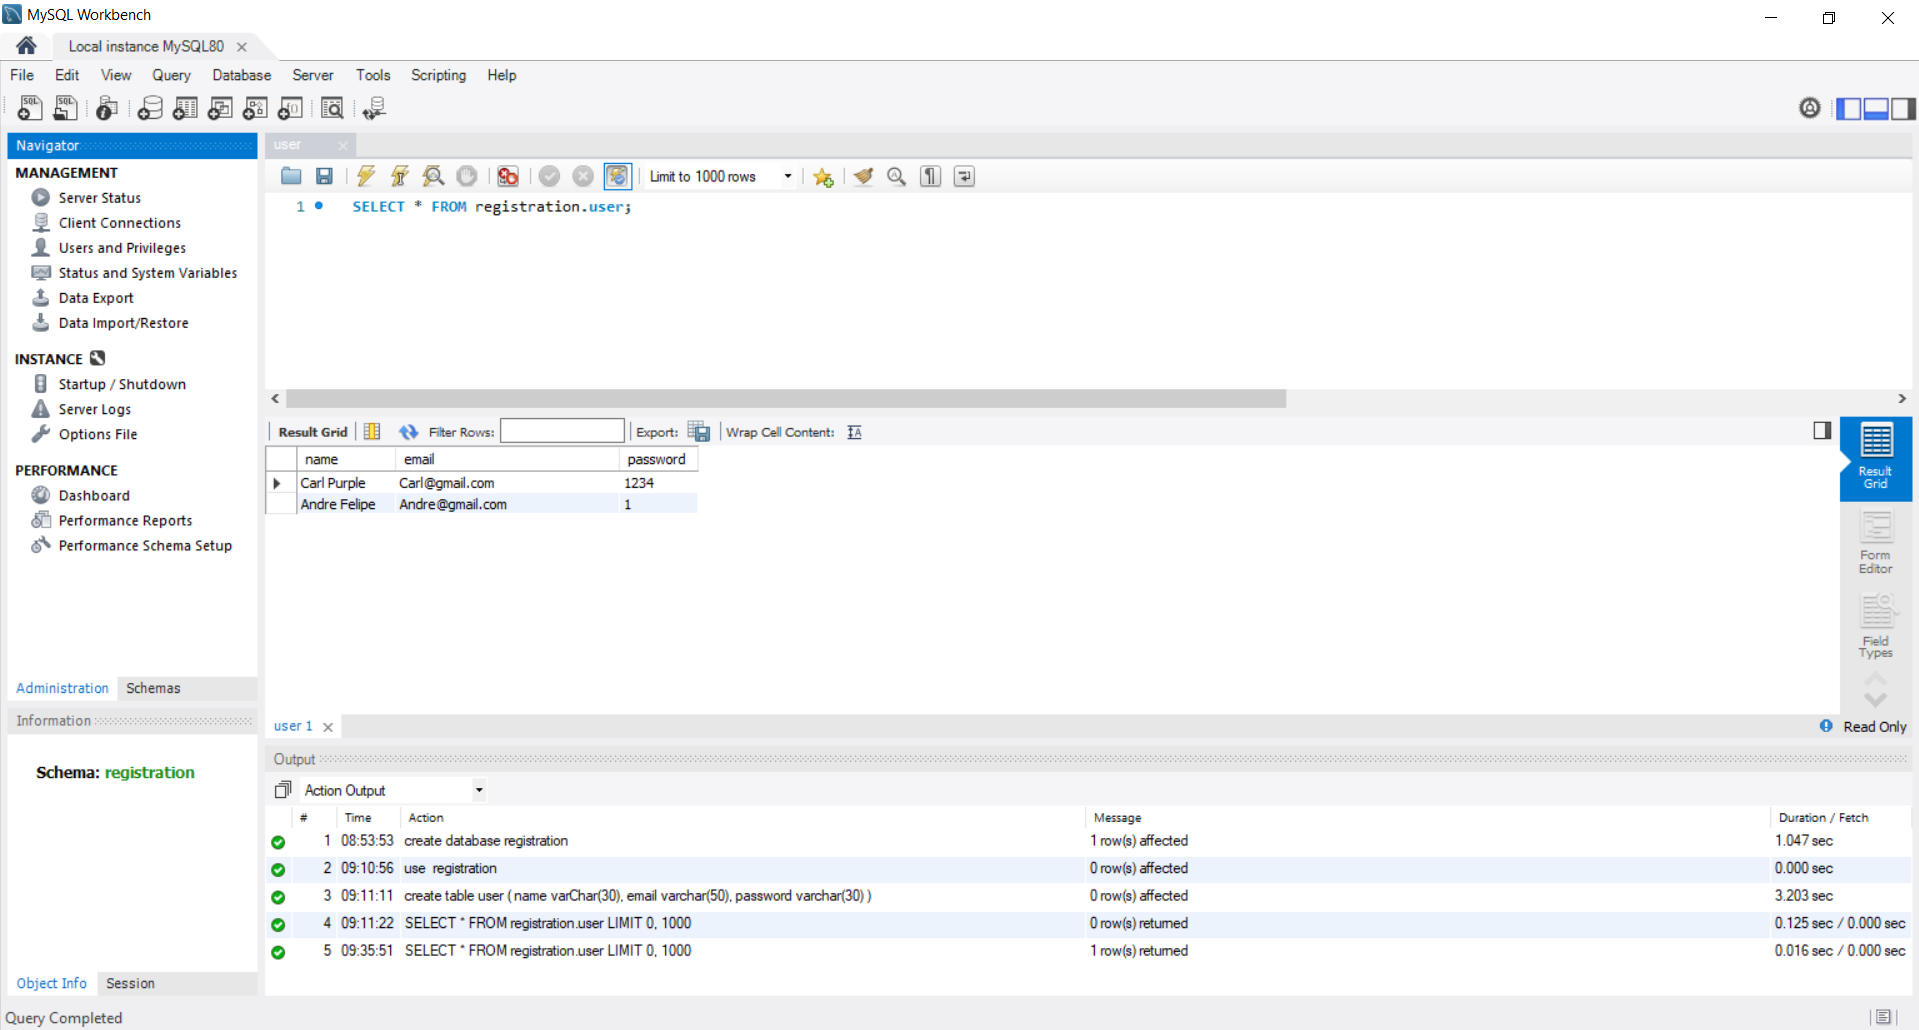 MySQL Workbench
Local instance MySQL80
File Edit View Query Database Server Tools Scripting Help
Navigator
MANAGEMENT
Server Status
Client Connections
Users and Privileges
Status and System Variables
Data Export
Data Import/Restore
INSTANCE
Startup / Shutdown
Server Logs
Options File
PERFORMANCE
Dashboard
Performance Reports
Performance Schema Setup
Administration Schemas
Information
Schema: registration
Object Info Session
user
Limit to 1000 rows
1 SELECT * FROM registration.user;
Result Grid Filter Rows: Export: Wrap Cell Content:
name email password
Carl Purple Carl@gmail.com 1234
Andre Felipe Andre@gmail.com 1
Result
Grid
Form
Editor
Field
Types
user 1 Read Only
Output
Action Output
# Time Action Message Duration / Fetch
1 08:53:53 create database registration 1 row(s) affected 1.047 sec
2 09:10:56 use registration 0 row(s) affected 0.000 sec
3 09:11:11 create table user ( name varChar(30), email varchar(50), password varchar(30) ) 0 row(s) affected 3.203 sec
4 09:11:22 SELECT * FROM registration.user LIMIT 0, 1000 0 row(s) returned 0.125 sec / 0.000 sec
5 09:35:51 SELECT * FROM registration.user LIMIT 0, 1000 1 row(s) returned 0.016 sec / 0.000 sec
Query Completed